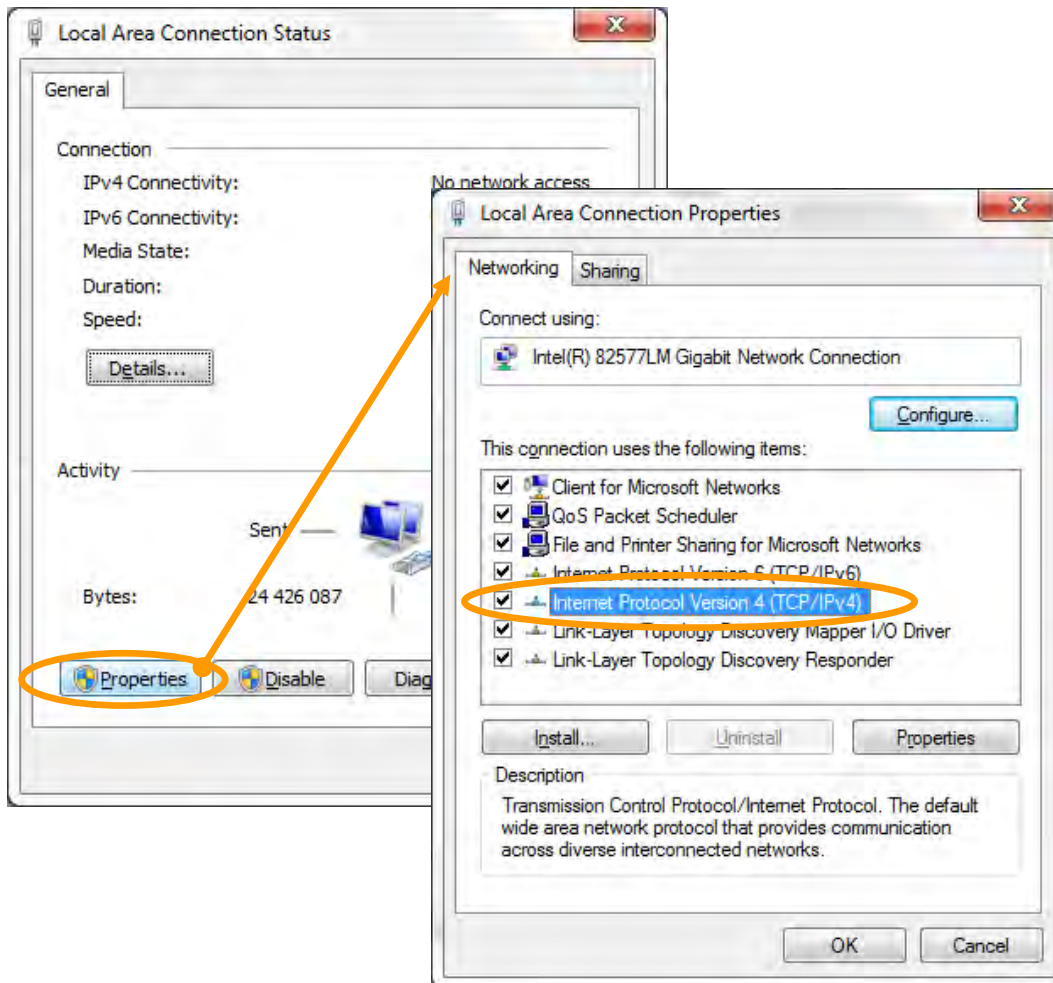 Local Area Connection Status
General
Connection
IPv4 Connectivity:
No network access
IPv6 Connectivity:
Media State:
Duration:
Speed:
Details...
Activity
Sent
Bytes:
24 426 087
Properties
Disable
Diag
Local Area Connection Properties
Networking
Sharing
Connect using:
Intel(R) 82577LM Gigabit Network Connection
Configure...
This connection uses the following items:
Client for Microsoft Networks
QoS Packet Scheduler
File and Printer Sharing for Microsoft Networks
Internet Protocol Version 6 (TCP/IPv6)
Internet Protocol Version 4 (TCP/IPv4)
Link-Layer Topology Discovery Mapper I/O Driver
Link-Layer Topology Discovery Responder
Install...
Uninstall
Properties
Description
Transmission Control Protocol/Internet Protocol. The default
wide area network protocol that provides communication
across diverse interconnected networks.
OK
Cancel